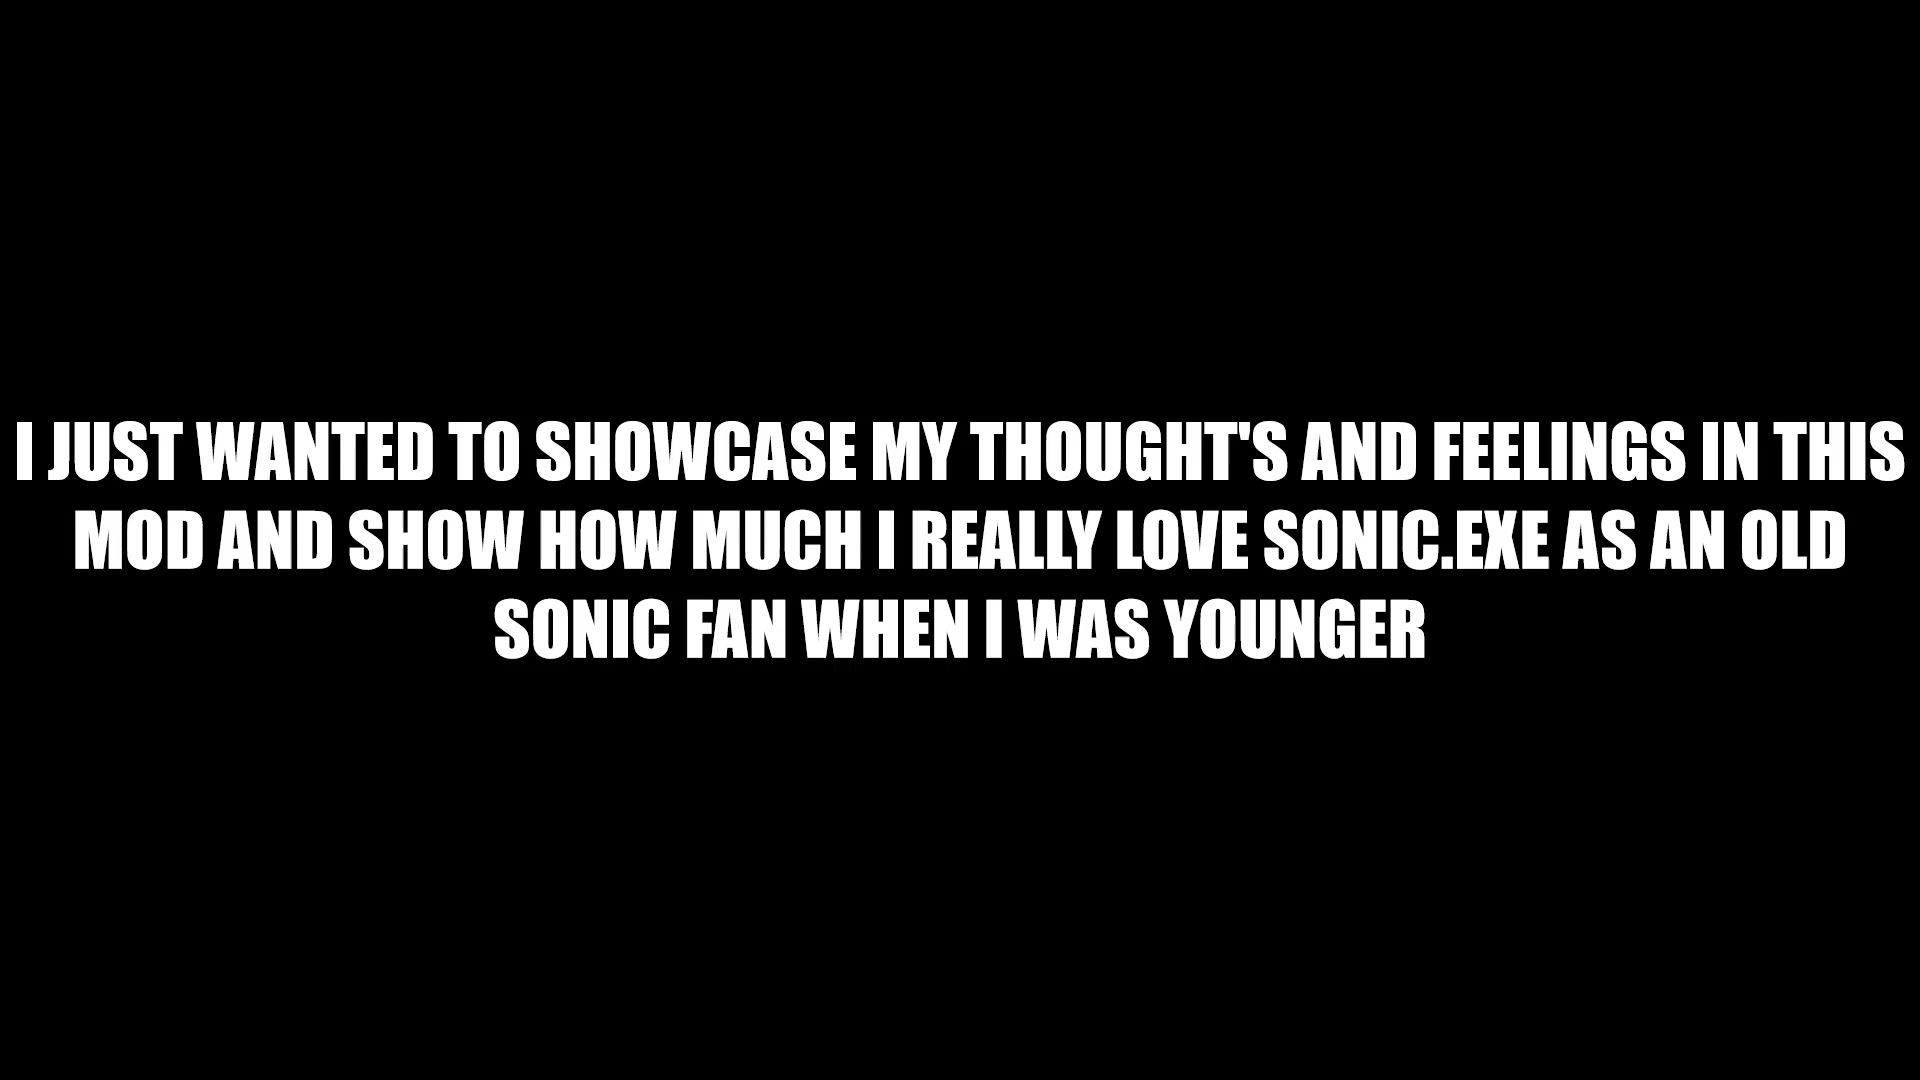 I JUST WANTED TO SHOWCASE MY THOUGHT'S AND FEELINGS IN THIS
MOD AND SHOW HOW MUCH I REALLY LOVE SONIC.EXE AS AN OLD
SONIC FAN WHEN I WAS YOUNGER